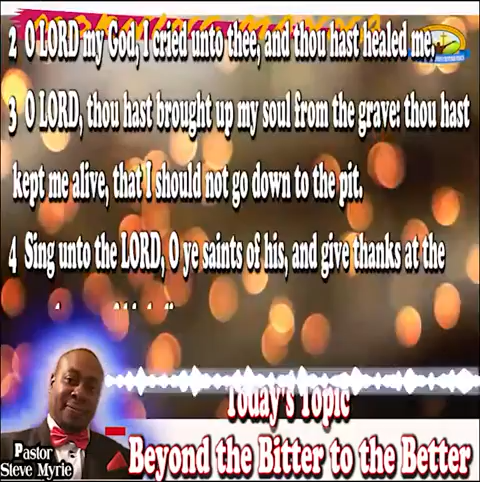 2 O LORD my God, I cried unto thee, and thou hast healed me.
3 O LORD, thou hast brought up my soul from the grave: thou hast
kept me alive, that I should not go down to the pit.
4 Sing unto the LORD, O ye saints of his, and give thanks at the
Today's Topic
Beyond the Bitter to the Better
Pastor
Steve Myrie